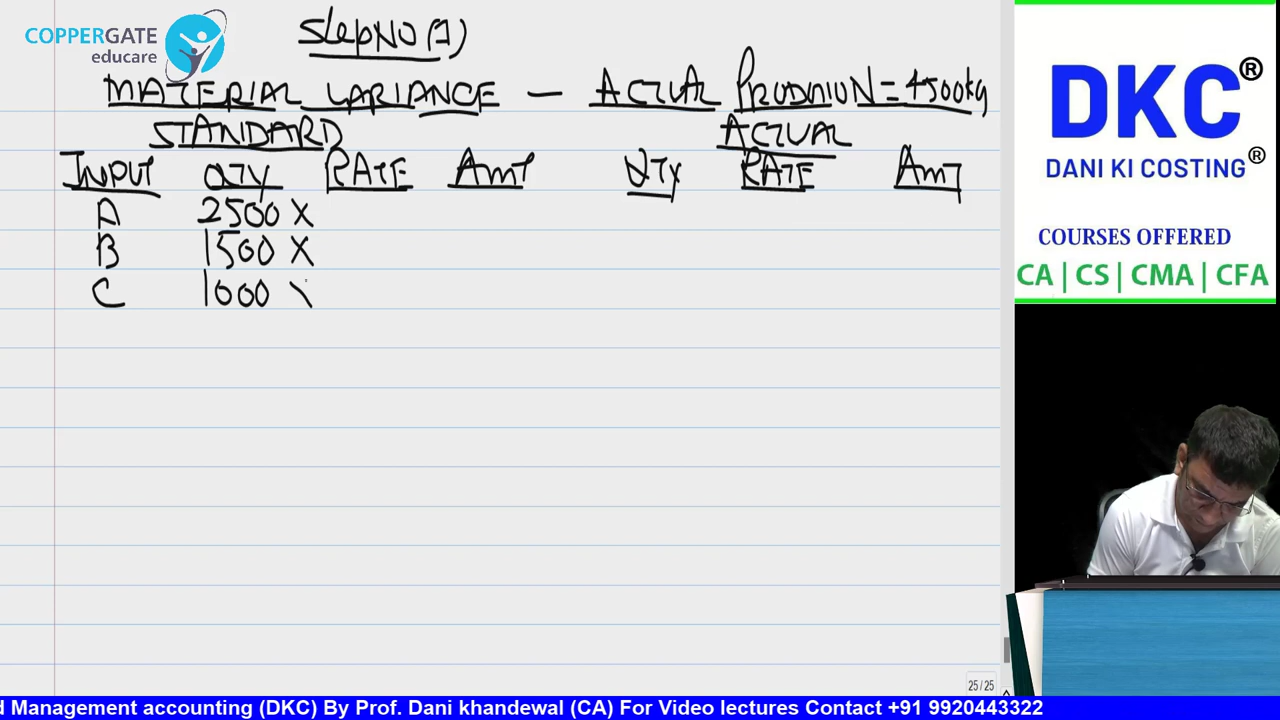 COPPERGATE
educare
Step NO (1)
MATERIAL VARIANCE — ACTUAL PRODUCTION = 4500kg
STANDARD ACTUAL
INPUT QTY RATE AMT QTY RATE AMT
A 2500 X
B 1500 X
C 1000
25 / 25
DKC®
DANI KI COSTING®
COURSES OFFERED
CA | CS | CMA | CFA
d Management accounting (DKC) By Prof. Dani khandewal (CA) For Video lectures Contact +91 9920443322